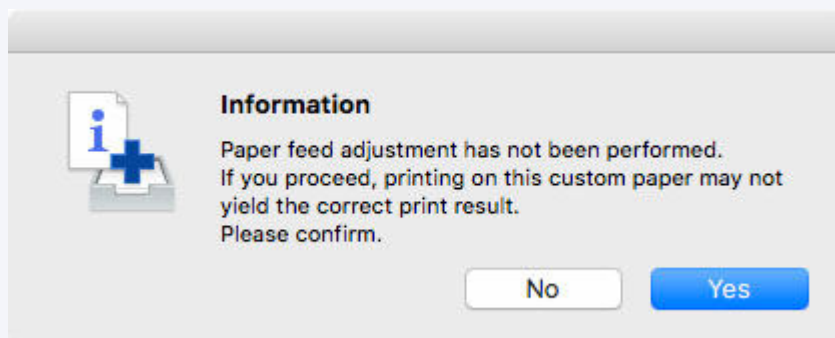 Information
Paper feed adjustment has not been performed.
If you proceed, printing on this custom paper may not
yield the correct print result.
Please confirm.
No Yes